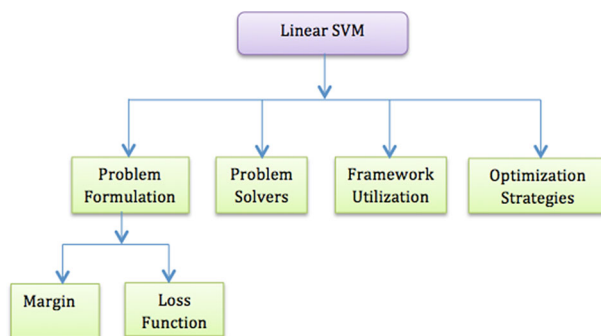 Linear SVM
Problem
Formulation
Problem
Solvers
Framework
Utilization
Optimization
Strategies
Margin
Loss
Function